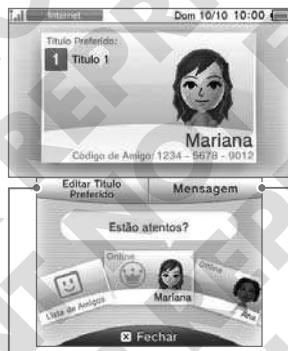 Internet
Dom 10/10 10:00
Título Preferido:
1 Título 1
Mariana
Código de Amigo: 1234 - 5678 - 9012
Editar Título
Preferido
Mensagem
Estão atentos?
Online
Online
Lista de Amigos
Mariana
Ana
X Fechar